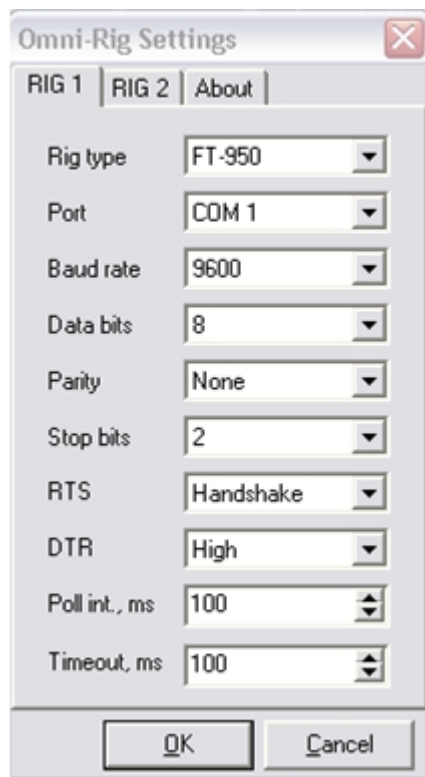 Omni-Rig Settings
RIG 1 RIG 2 About
Rig type FT-950
Port COM 1
Baud rate 9600
Data bits 8
Parity None
Stop bits 2
RTS Handshake
DTR High
Poll int., ms 100
Timeout, ms 100
OK Cancel